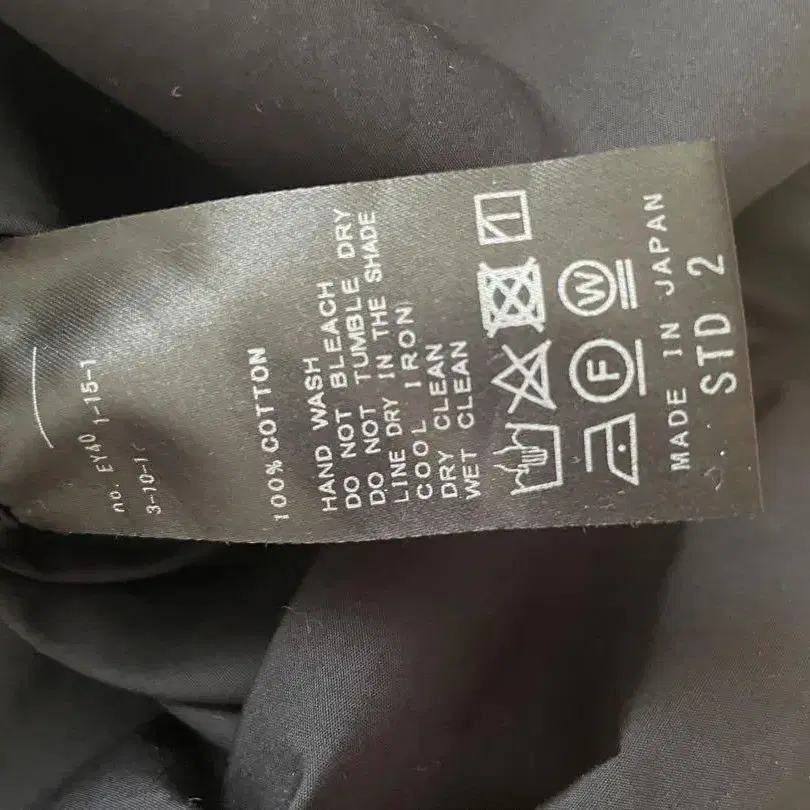 no. EY40 1-15-1
3-10-1
100% COTTON
HAND WASH
DO NOT BLEACH
DO NOT TUMBLE DRY
LINE DRY IN THE SHADE
COOL IRON
DRY CLEAN
WET CLEAN
F W
MADE IN JAPAN
STD 2